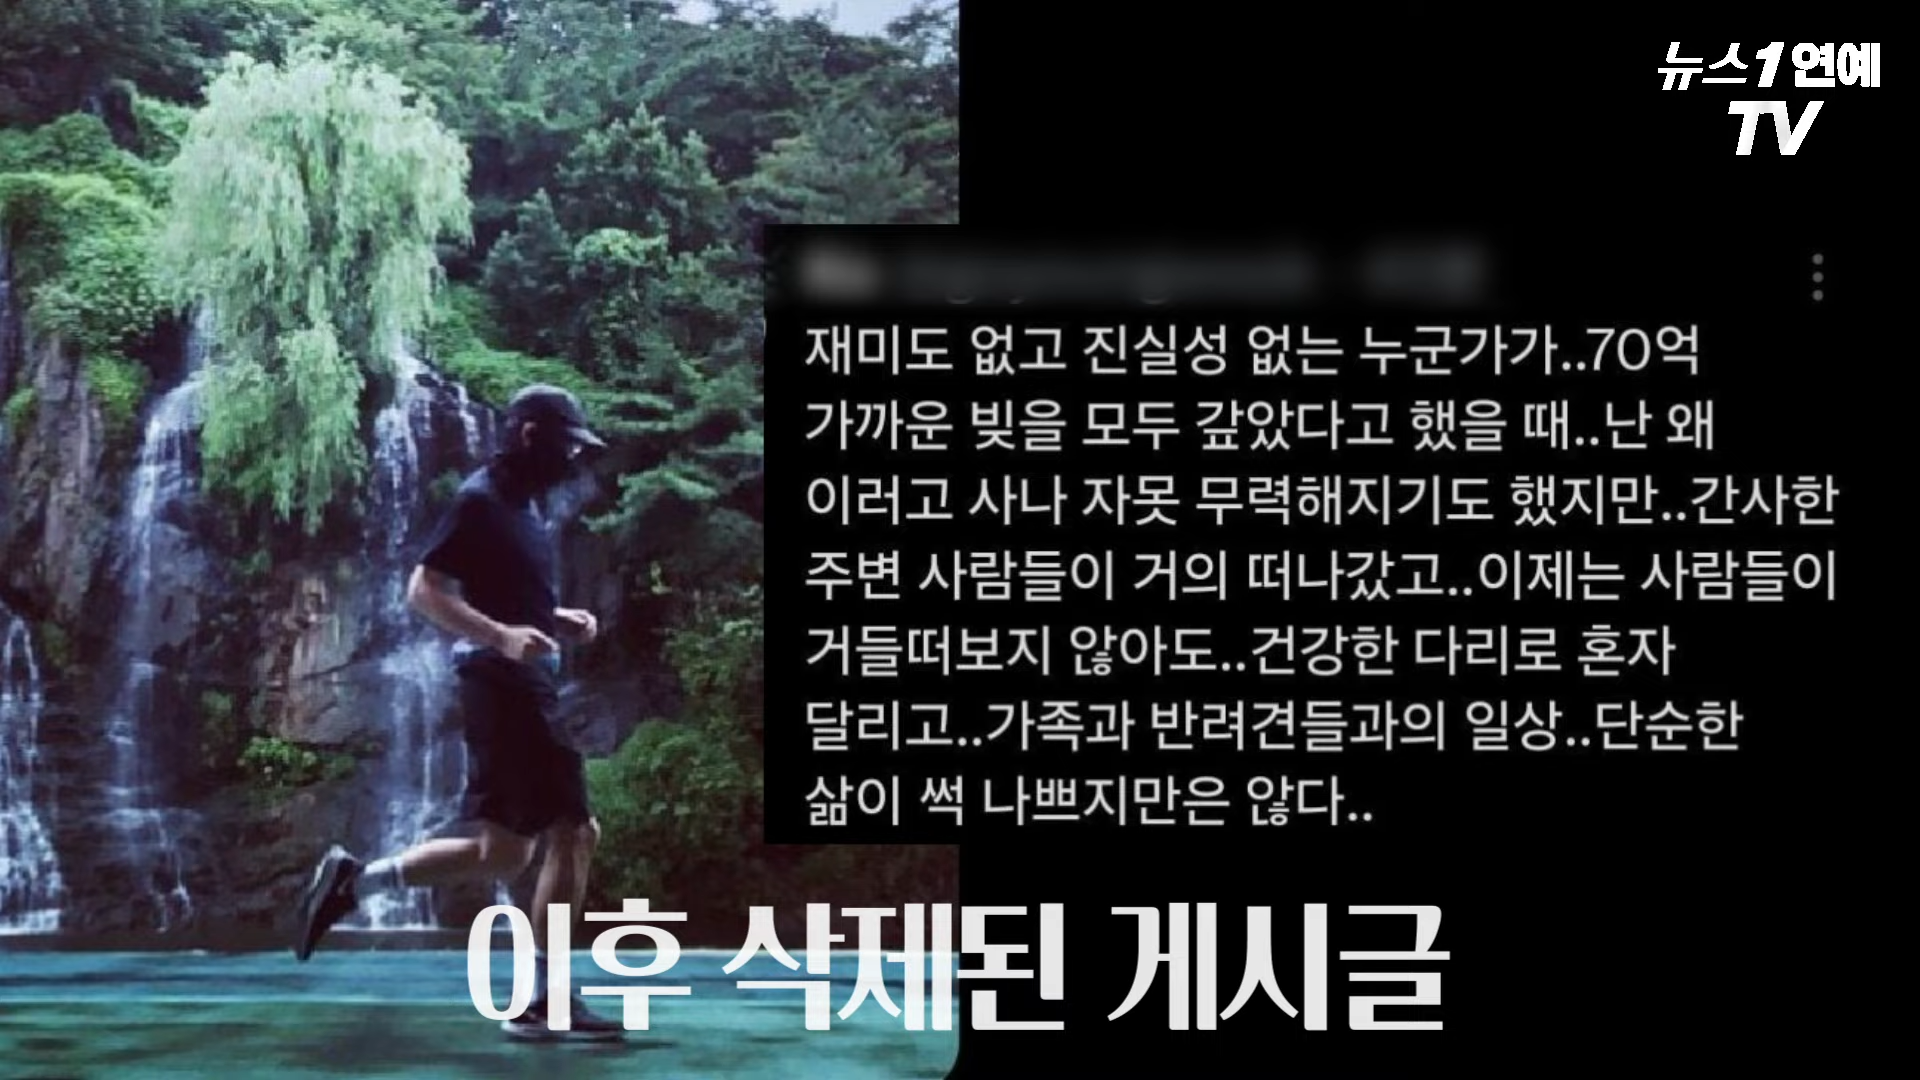 뉴스1연예
TV
재미도 없고 진실성 없는 누군가가..70억
가까운 빚을 모두 갚았다고 했을 때..난 왜
이러고 사나 자못 무력해지기도 했지만..간사한
주변 사람들이 거의 떠나갔고..이제는 사람들이
거들떠보지 않아도..건강한 다리로 혼자
달리고..가족과 반려견들과의 일상..단순한
삶이 썩 나쁘지만은 않다..
이후 삭제된 게시글